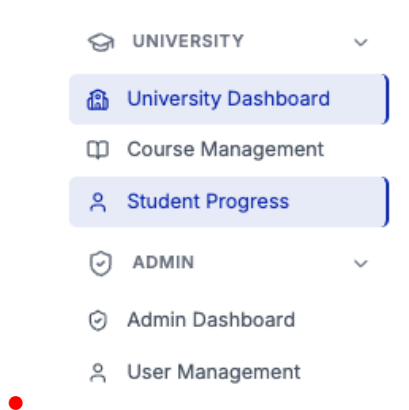 UNIVERSITY
University Dashboard
Course Management
Student Progress
ADMIN
Admin Dashboard
User Management